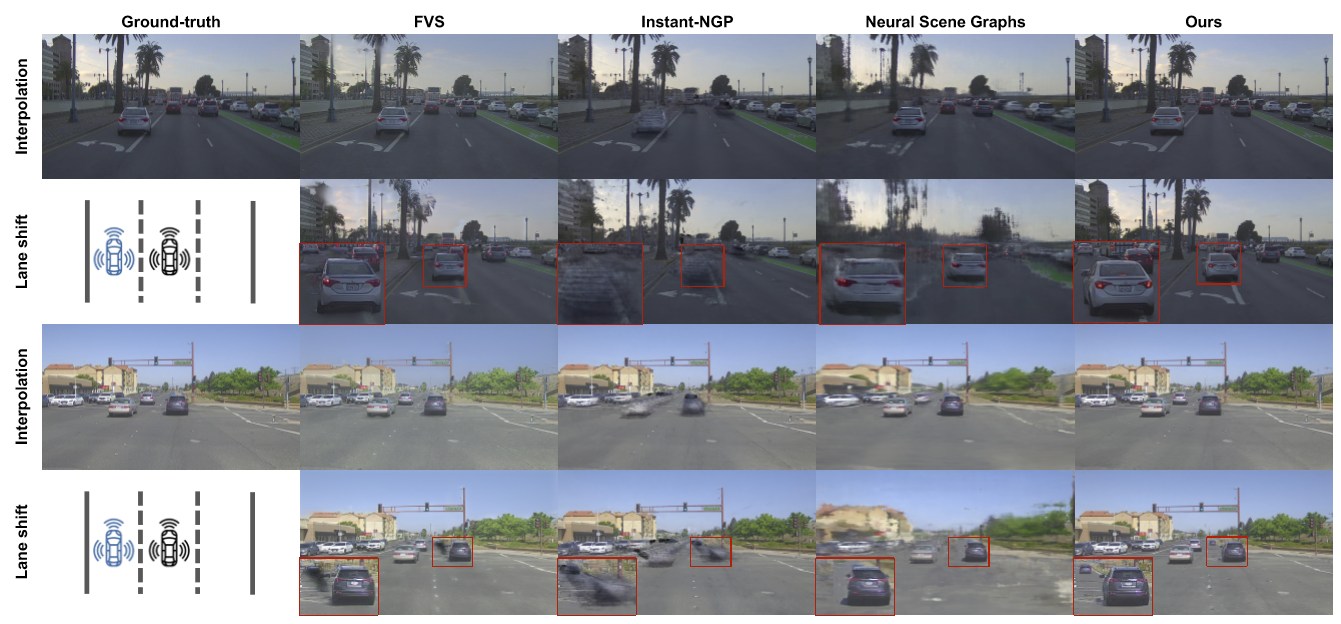 Ground-truth FVS Instant-NGP Neural Scene Graphs Ours
Interpolation
Lane shift
Interpolation
Lane shift